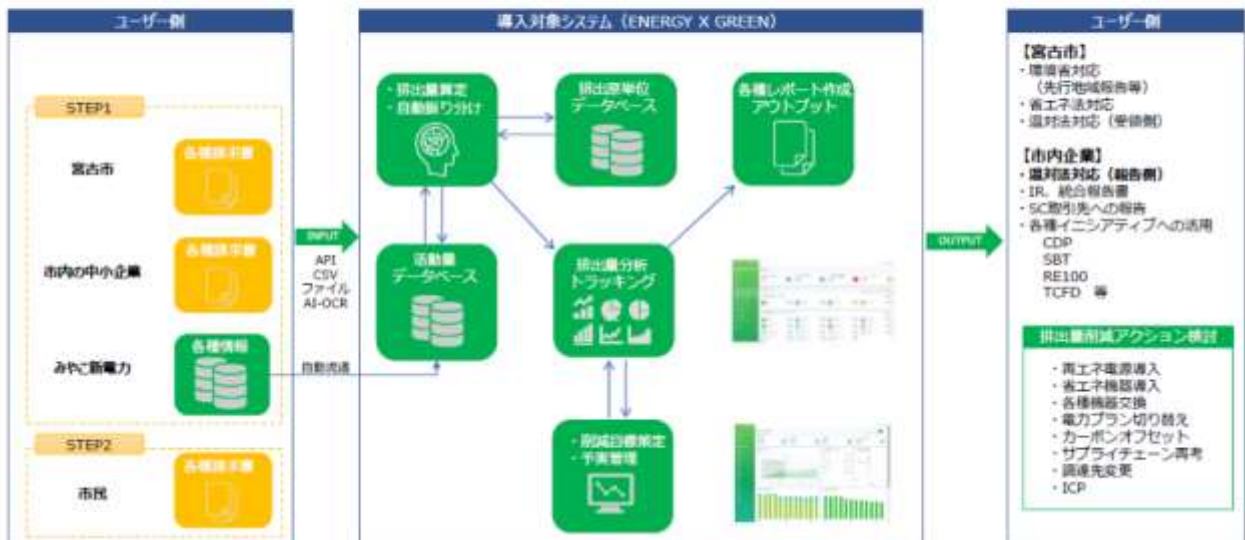 ユーザー側
STEP1
宮古市
各種請求書
市内の中小企業
各種請求書
みやこ新電力
各種情報
STEP2
市民
各種請求書
INPUT
API
CSV
ファイル
AI-OCR
自動流通
導入対象システム（ENERGY X GREEN）
・排出量算定
・自動振り分け
排出原単位
データベース
各種レポート作成
アウトプット
活動量
データベース
排出量分析
トラッキング
・削減目標策定
・予実管理
OUTPUT
ユーザー側
【宮古市】
・環境省対応
（先行地域報告等）
・省エネ法対応
・温対法対応（受領側）
【市内企業】
・温対法対応（報告側）
・IR、統合報告書
・SC取引先への報告
・各種イニシアティブへの活用
CDP
SBT
RE100
TCFD 等
排出量削減アクション検討
・再エネ電源導入
・省エネ機器導入
・各種機器交換
・電力プラン切り替え
・カーボンオフセット
・サプライチェーン再考
・調達先変更
・ICP